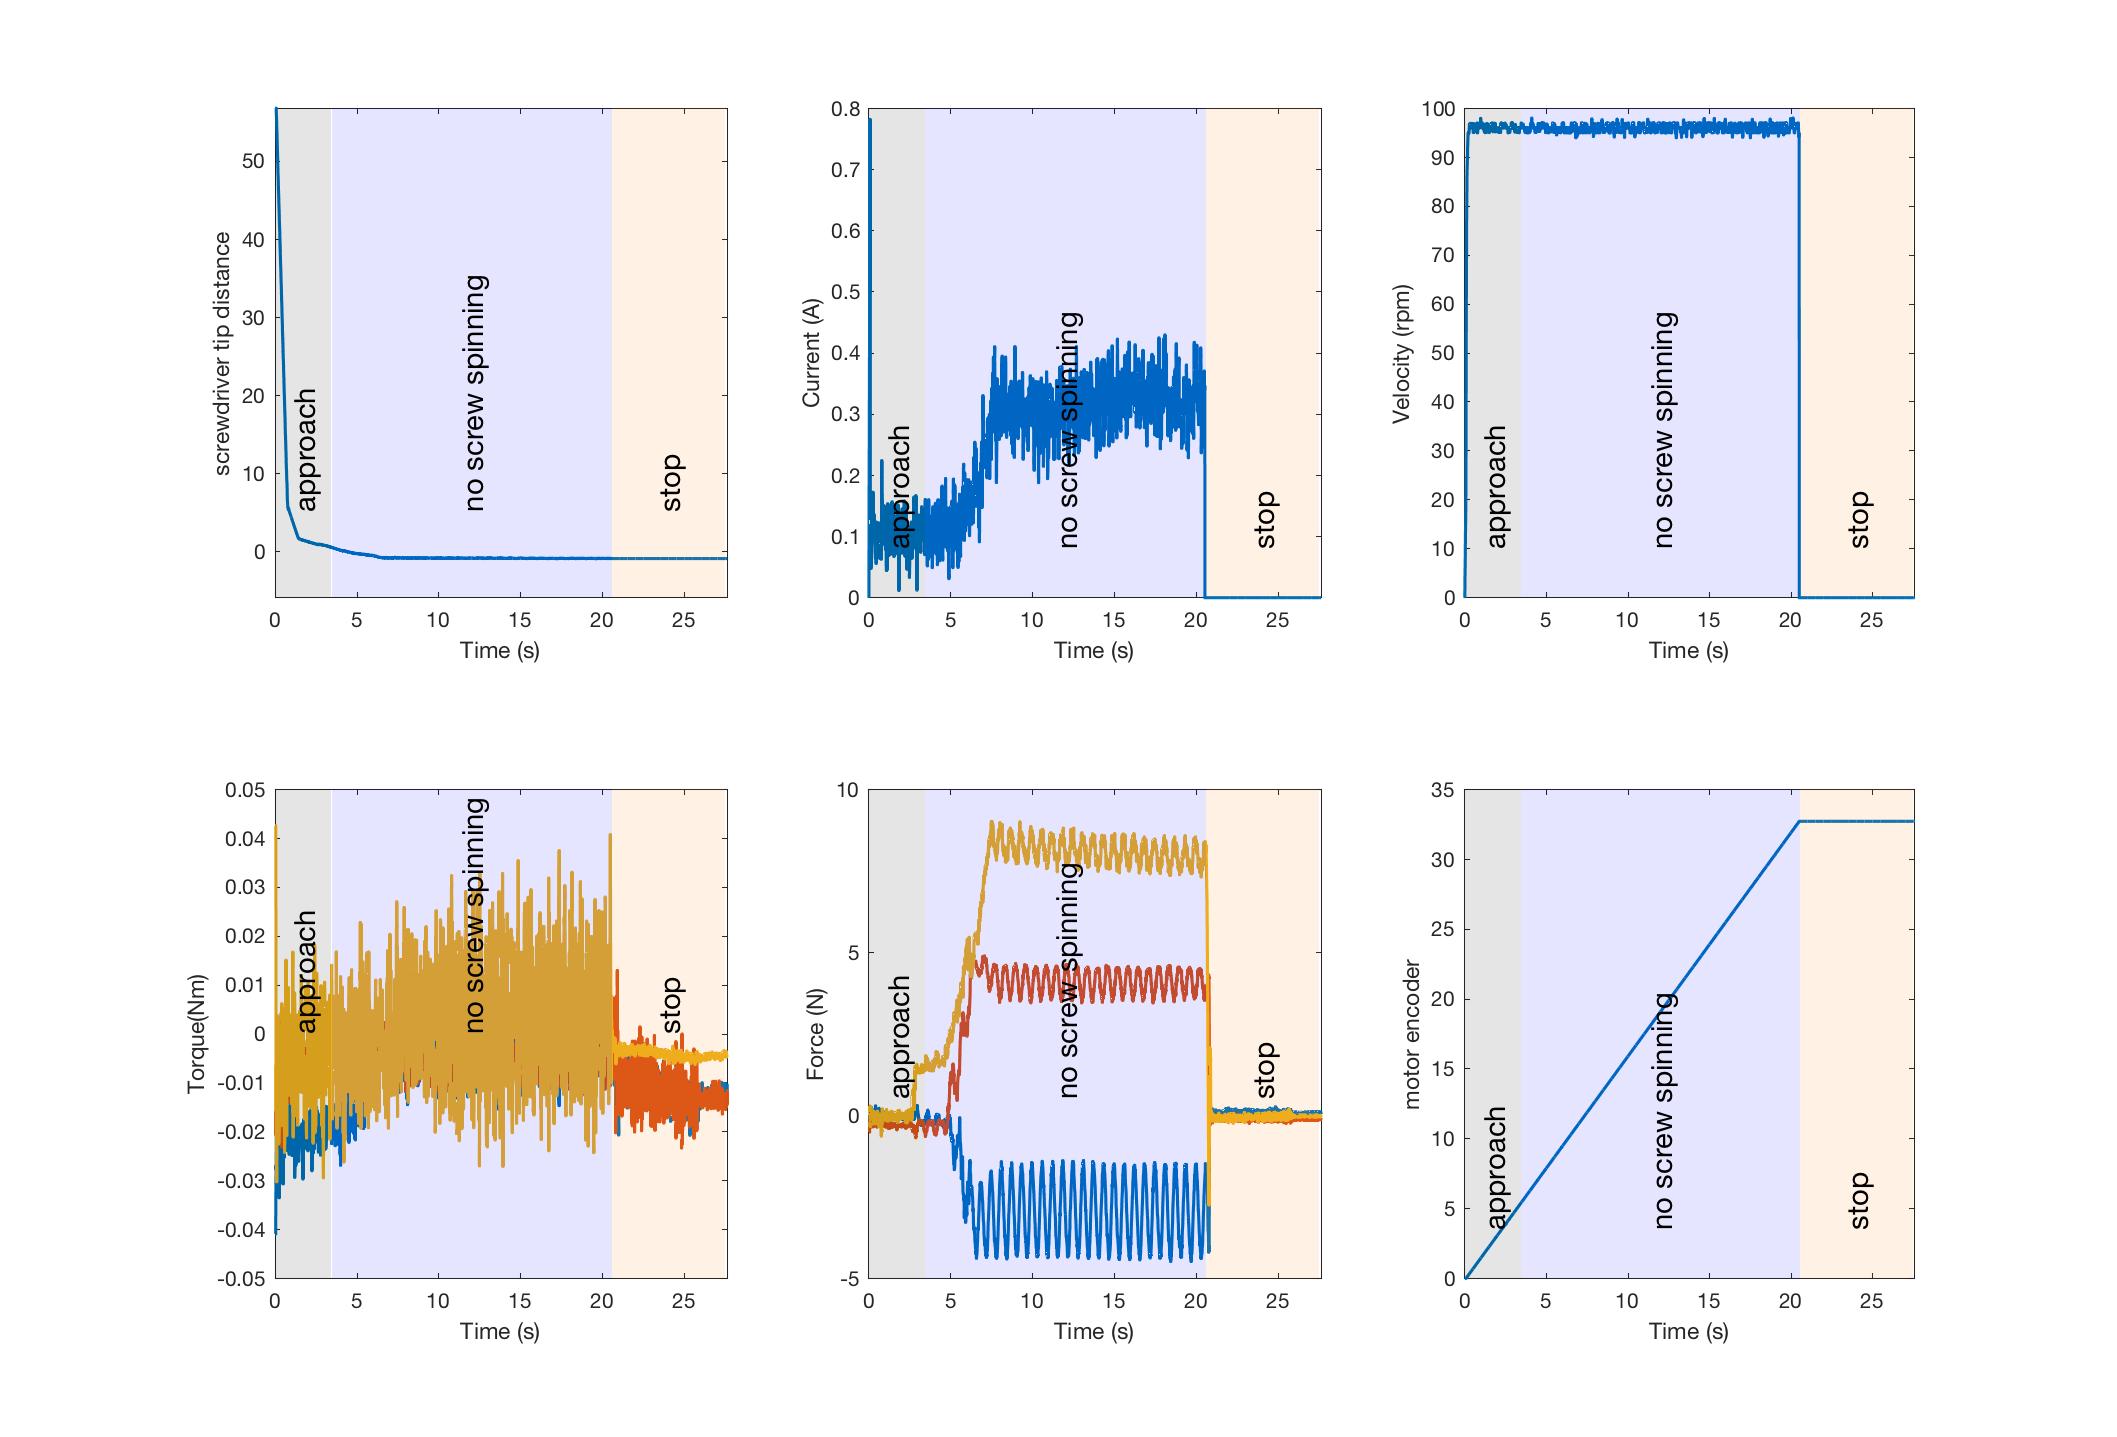 screwdriver tip distance
50
40
30
20
10
0
approach
no screw spinning
stop
0 5 10 15 20 25
Time (s)
Current (A)
0.8
0.7
0.6
0.5
0.4
0.3
0.2
0.1
0
approach
no screw spinning
stop
0 5 10 15 20 25
Time (s)
Velocity (rpm)
100
90
80
70
60
50
40
30
20
10
0
approach
no screw spinning
stop
0 5 10 15 20 25
Time (s)
Torque(Nm)
0.05
0.04
0.03
0.02
0.01
0
-0.01
-0.02
-0.03
-0.04
-0.05
approach
no screw spinning
stop
0 5 10 15 20 25
Time (s)
Force (N)
10
5
0
-5
approach
no screw spinning
stop
0 5 10 15 20 25
Time (s)
motor encoder
35
30
25
20
15
10
5
0
approach
no screw spinning
stop
0 5 10 15 20 25
Time (s)